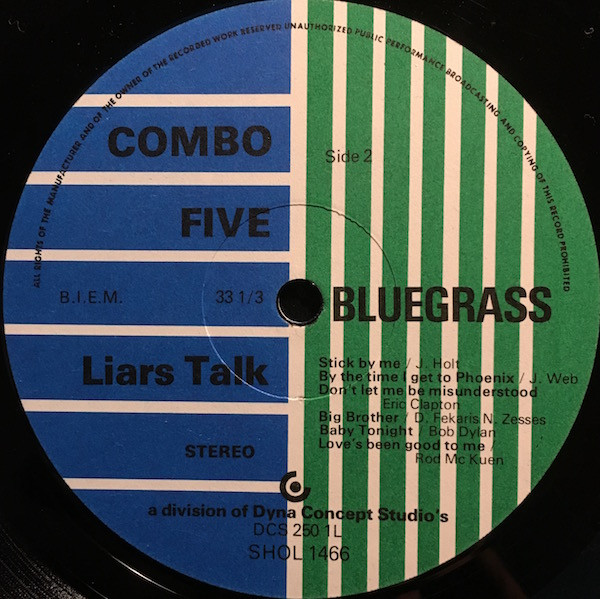 ALL RIGHTS OF THE MANUFACTURER AND OF THE OWNER OF THE RECORDED WORK RESERVED UNAUTHORIZED PUBLIC PERFORMANCE BROADCASTING AND COPYING OF THIS RECORD PROHIBITED
COMBO
FIVE
B.I.E.M. 33 1/3
Liars Talk
STEREO
Side 2
BLUEGRASS
Stick by me / J. Holt
By the time I get to Phoenix / J. Web
Don't let me be misunderstood
Eric Clapton
Big Brother / D. Fekaris N. Zesses
Baby Tonight / Bob Dylan
Love's been good to me /
Rod Mc Kuen
a division of Dyna Concept Studio's
DCS 250 1L
SHOL 1466